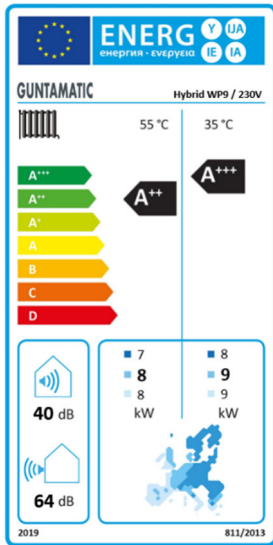 ENERG Y IJA
енергия · ενεργεια IE IA
GUNTAMATIC Hybrid WP9 / 230V
55 °C 35 °C
A+++
A++
A+
A
B
C
D
A++
A+++
7 8
8 9
8 9
kW kW
40 dB
64 dB
2019 811/2013